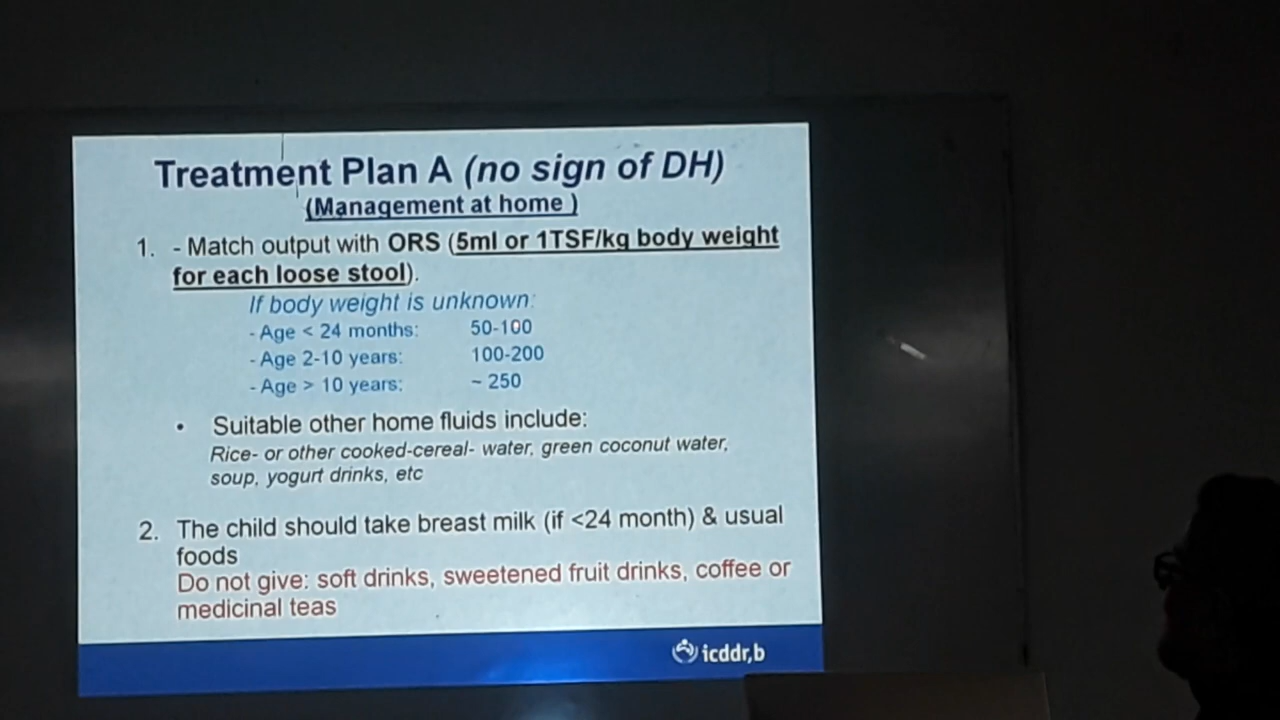 Treatment Plan A (no sign of DH)
(Management at home )
1. - Match output with ORS (5ml or 1TSF/kg body weight
for each loose stool).
If body weight is unknown:
- Age < 24 months: 50-100
- Age 2-10 years: 100-200
- Age > 10 years: ~ 250
• Suitable other home fluids include:
Rice- or other cooked-cereal- water, green coconut water,
soup, yogurt drinks, etc
2. The child should take breast milk (if <24 month) & usual
foods
Do not give: soft drinks, sweetened fruit drinks, coffee or
medicinal teas
icddr,b